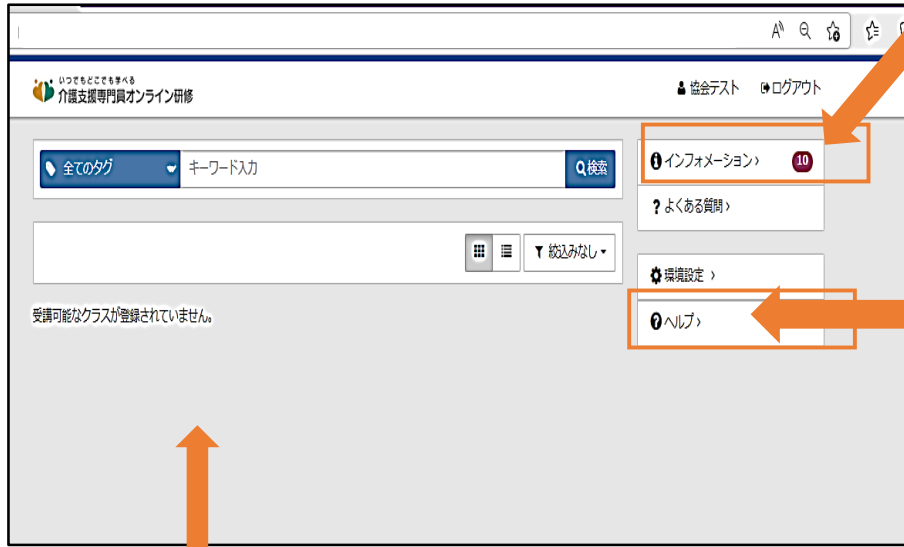 いつでもどこでも学べる
介護支援専門員オンライン研修
協会テスト ログアウト
全てのタグ キーワード入力 検索
インフォメーション 10
よくある質問
絞込みなし
環境設定
ヘルプ
受講可能なクラスが登録されていません。